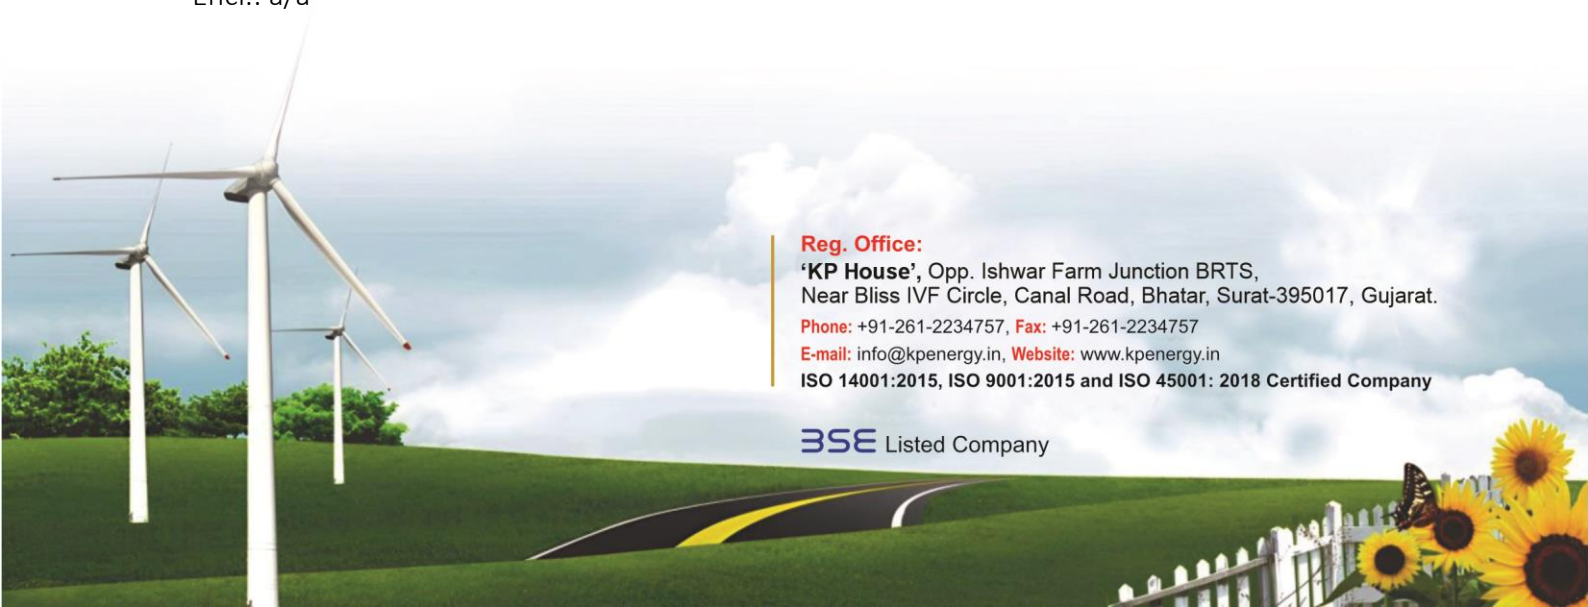 Encl.: a/a
Reg. Office:
‘KP House’, Opp. Ishwar Farm Junction BRTS,
Near Bliss IVF Circle, Canal Road, Bhatar, Surat-395017, Gujarat.
Phone: +91-261-2234757, Fax: +91-261-2234757
E-mail: info@kpenergy.in, Website: www.kpenergy.in
ISO 14001:2015, ISO 9001:2015 and ISO 45001: 2018 Certified Company
BSE Listed Company